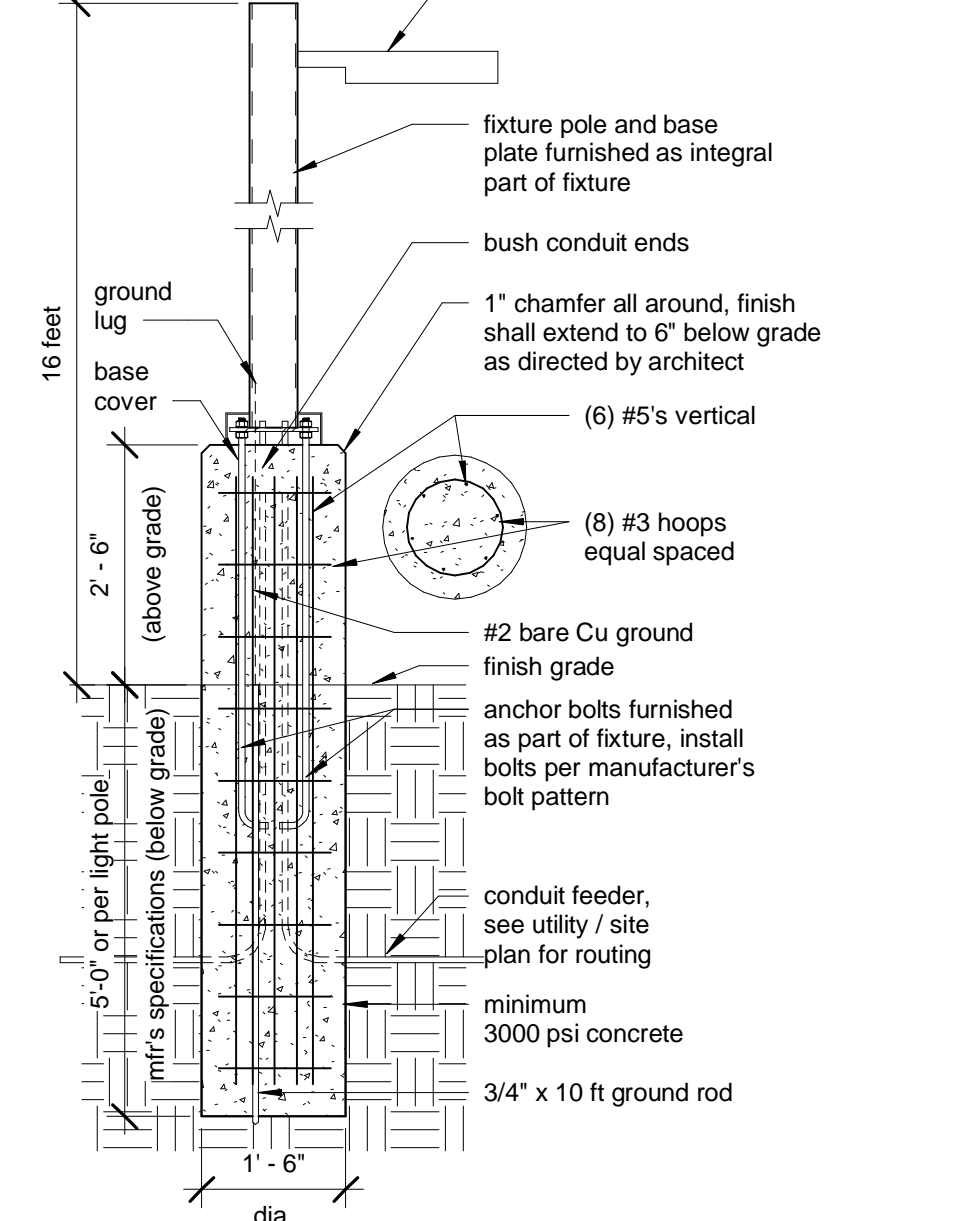 fixture pole and base
plate furnished as integral
part of fixture
bush conduit ends
ground
lug
1" chamfer all around, finish
shall extend to 6" below grade
as directed by architect
16 feet
base
cover
(6) #5's vertical
2' - 6"
(above grade)
(8) #3 hoops
equal spaced
#2 bare Cu ground
finish grade
anchor bolts furnished
as part of fixture, install
bolts per manufacturer's
bolt pattern
5'-0" or per light pole
mfr's specifications (below grade)
conduit feeder,
see utility / site
plan for routing
minimum
3000 psi concrete
3/4" x 10 ft ground rod
1' - 6"
dia